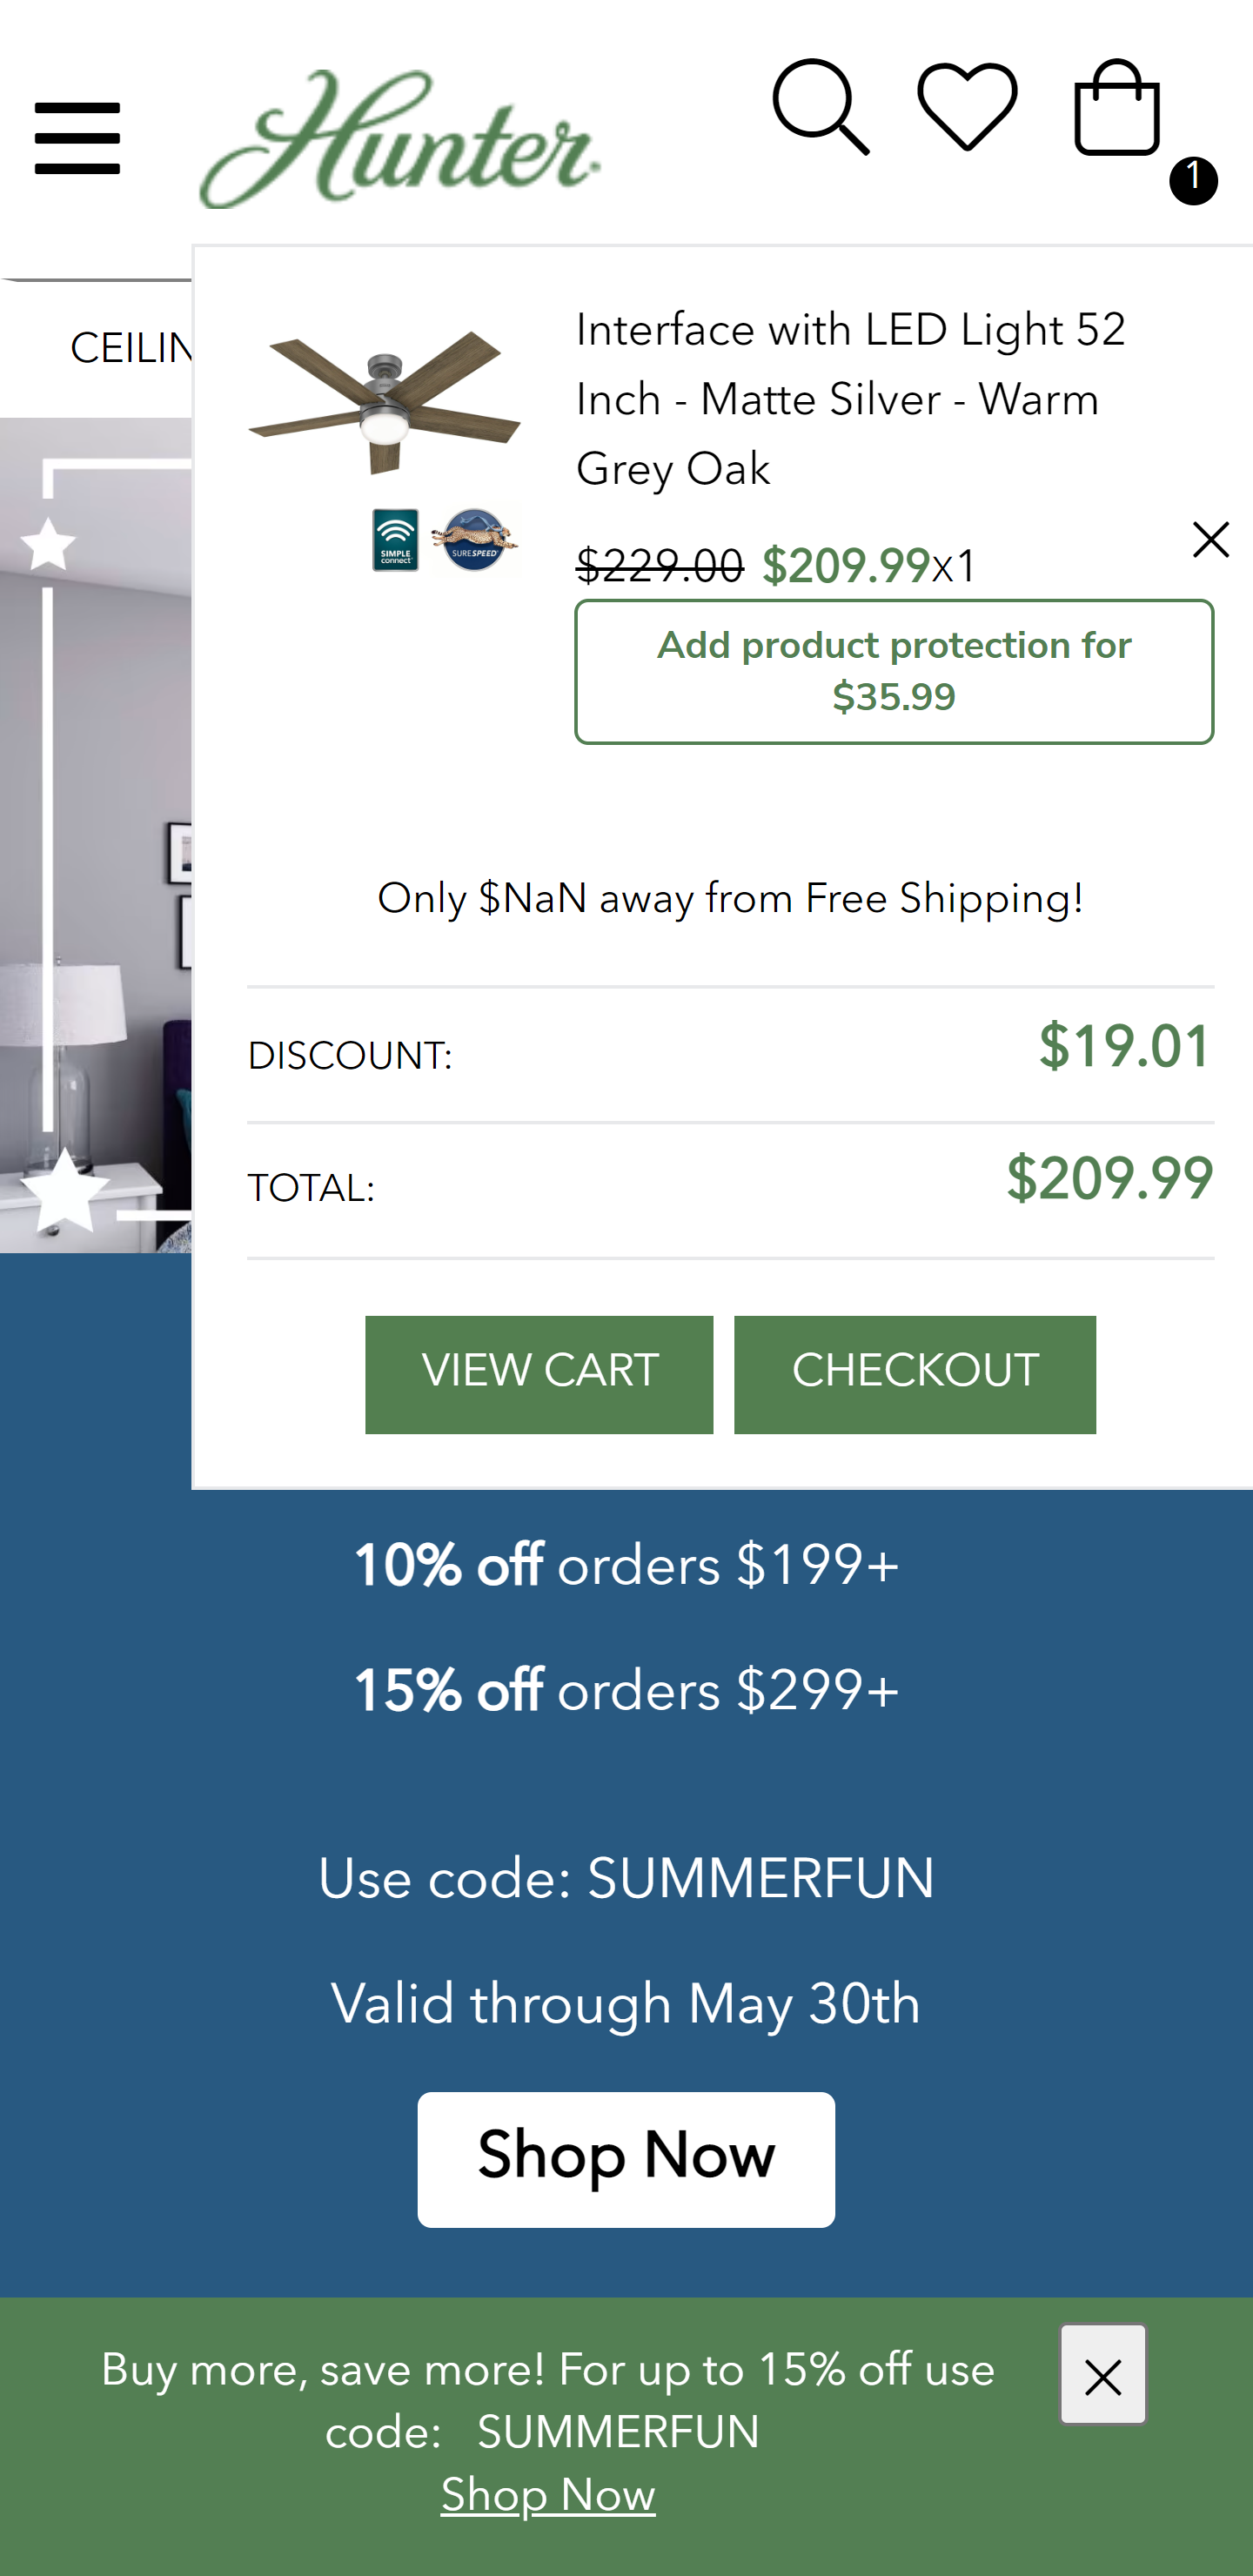 Hunter
1
CEILIN
Interface with LED Light 52
Inch - Matte Silver - Warm
Grey Oak
SIMPLE
connect
SURESPEED
$229.00 $209.99x1
Add product protection for
$35.99
Only $NaN away from Free Shipping!
DISCOUNT: $19.01
TOTAL: $209.99
VIEW CART CHECKOUT
10% off orders $199+
15% off orders $299+
Use code: SUMMERFUN
Valid through May 30th
Shop Now
Buy more, save more! For up to 15% off use
code: SUMMERFUN
Shop Now